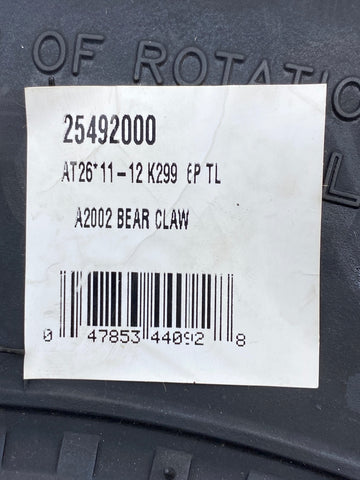 OF ROTATIO
25492000
AT26*11-12 K299 6P TL
A2002 BEAR CLAW
0 47853 44092 8